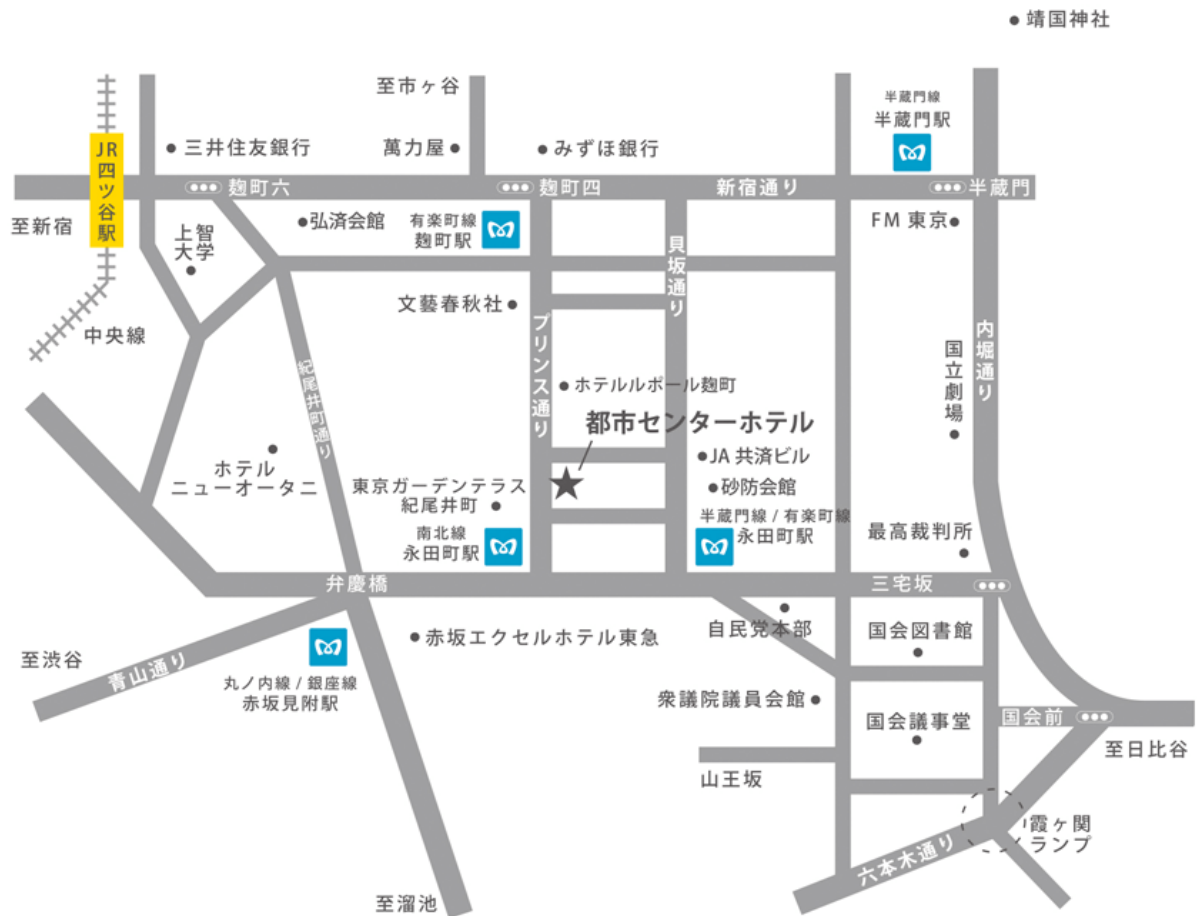 靖国神社
至市ヶ谷
半蔵門線
半蔵門駅
JR四ツ谷駅
三井住友銀行
萬力屋
みずほ銀行
麹町六
麹町四
新宿通り
半蔵門
至新宿
上智
大学
弘済会館
有楽町線
麹町駅
貝坂通り
FM 東京
中央線
文藝春秋社
プリンス通り
内堀通り
国立劇場
紀尾井町通り
ホテルルポール麹町
都市センターホテル
ホテル
ニューオータニ
JA 共済ビル
東京ガーデンテラス
紀尾井町
砂防会館
半蔵門線 / 有楽町線
永田町駅
南北線
永田町駅
最高裁判所
弁慶橋
三宅坂
自民党本部
国会図書館
赤坂エクセルホテル東急
至渋谷
青山通り
丸ノ内線 / 銀座線
赤坂見附駅
衆議院議員会館
国会議事堂
国会前
至日比谷
山王坂
霞ヶ関
ランプ
六本木通り
至溜池